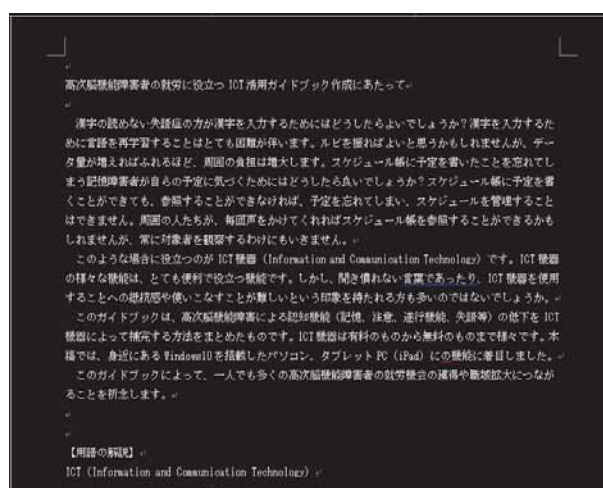 高次脳機能障害者の就労に役立つ ICT 活用ガイドブック作成にあたって
漢字の読めない失語症の方が漢字を入力するためにはどうしたらよいでしょうか？漢字を入力するた
めに言語を再学習することはとても困難が伴います。ルビを振ればよいと思うかもしれませんが、デー
タ量が増えればふれるほど、周囲の負担は増大します。スケジュール帳に予定を書いたことを忘れてし
まう記憶障害者が自らの予定に気づくためにはどうしたら良いでしょうか？スケジュール帳に予定を書
くことができても、参照することができなければ、予定を忘れてしまい、スケジュールを管理すること
はできません。周囲の人たちが、毎回声をかけてくれればスケジュール帳を参照することができるかも
しれませんが、常に対象者を観察するわけにもいきません。
このような場合に役立つのが ICT 機器（Information and Communication Technology）です。ICT 機器
の様々な機能は、とても便利で役立つ機能です。しかし、聞き慣れない言葉であったり、ICT 機器を使用
することへの抵抗感や使いこなすことが難しいという印象を持たれる方も多いのではないでしょうか。
このガイドブックは、高次脳機能障害による認知機能（記憶、注意、遂行機能、失語等）の低下を ICT
機器によって補完する方法をまとめたものです。ICT 機器は有料のものから無料のものまで様々です。本
稿では、身近にある Windows10 を搭載したパソコン、タブレット PC（iPad）にの機能に着目しました。
このガイドブックによって、一人でも多くの高次脳機能障害者の就労機会の獲得や職域拡大につなが
ることを祈念します。
【用語の解説】
ICT（Information and Communication Technology）